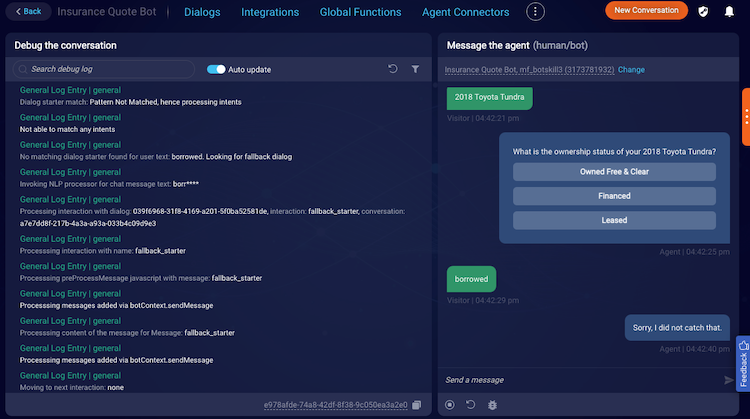 Back
Insurance Quote Bot
Dialogs
Integrations
Global Functions
Agent Connectors
New Conversation
Debug the conversation
Search debug log
Auto update
General Log Entry | general
Dialog starter match: Pattern Not Matched, hence processing intents
General Log Entry | general
Not able to match any intents
General Log Entry | general
No matching dialog starter found for user text: borrowed. Looking for fallback dialog
General Log Entry | general
Invoking NLP processor for chat message text: borr****
General Log Entry | general
Processing interaction with dialog: 039f6968-31f8-4169-a201-5f0ba52581de, interaction: fallback_starter, conversation:
a7e7dd8f-217b-4a3a-a93a-033b4c09d9e3
General Log Entry | general
Processing interaction with name: fallback_starter
General Log Entry | general
Processing preProcessMessage javascript with message: fallback_starter
General Log Entry | general
Processsing messages added via botContext.sendMessage
General Log Entry | general
Processing content of the message for Message: fallback_starter
General Log Entry | general
Processsing messages added via botContext.sendMessage
General Log Entry | general
Moving to next interaction: none
e978afde-74a8-42df-8f38-9c050ea3a2e0
Message the agent (human/bot)
Insurance Quote Bot, mf_botskill3 (3173781932) Change
2018 Toyota Tundra
Visitor | 04:42:21 pm
What is the ownership status of your 2018 Toyota Tundra?
Owned Free & Clear
Financed
Leased
Agent | 04:42:25 pm
borrowed
Visitor | 04:42:29 pm
Sorry, I did not catch that.
Agent | 04:42:40 pm
Send a message
Feedback